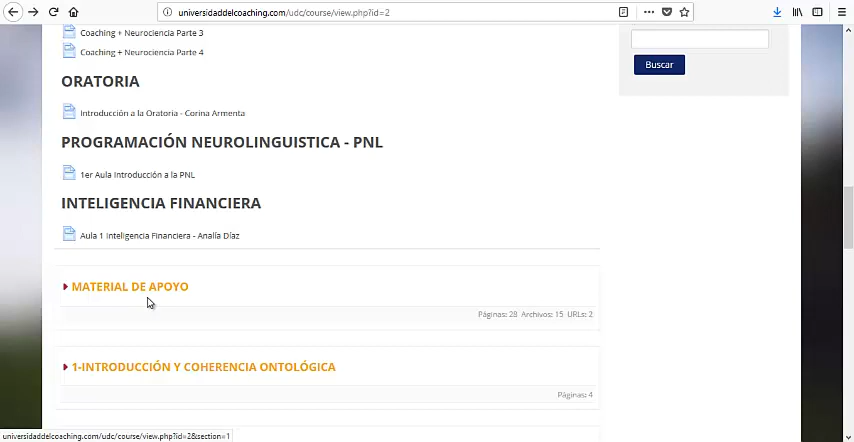 universidaddelcoaching.com/udc/course/view.php?id=2
Coaching + Neurociencia Parte 3
Coaching + Neurociencia Parte 4
ORATORIA
Introducción a la Oratoria - Corina Armenta
PROGRAMACIÓN NEUROLINGUISTICA - PNL
1er Aula Introducción a la PNL
INTELIGENCIA FINANCIERA
Aula 1 Inteligencia Financiera - Analía Díaz
MATERIAL DE APOYO
Páginas: 28 Archivos: 15 URLs: 2
1-INTRODUCCIÓN Y COHERENCIA ONTOLÓGICA
Páginas: 4
Buscar
universidaddelcoaching.com/udc/course/view.php?id=2&section=1